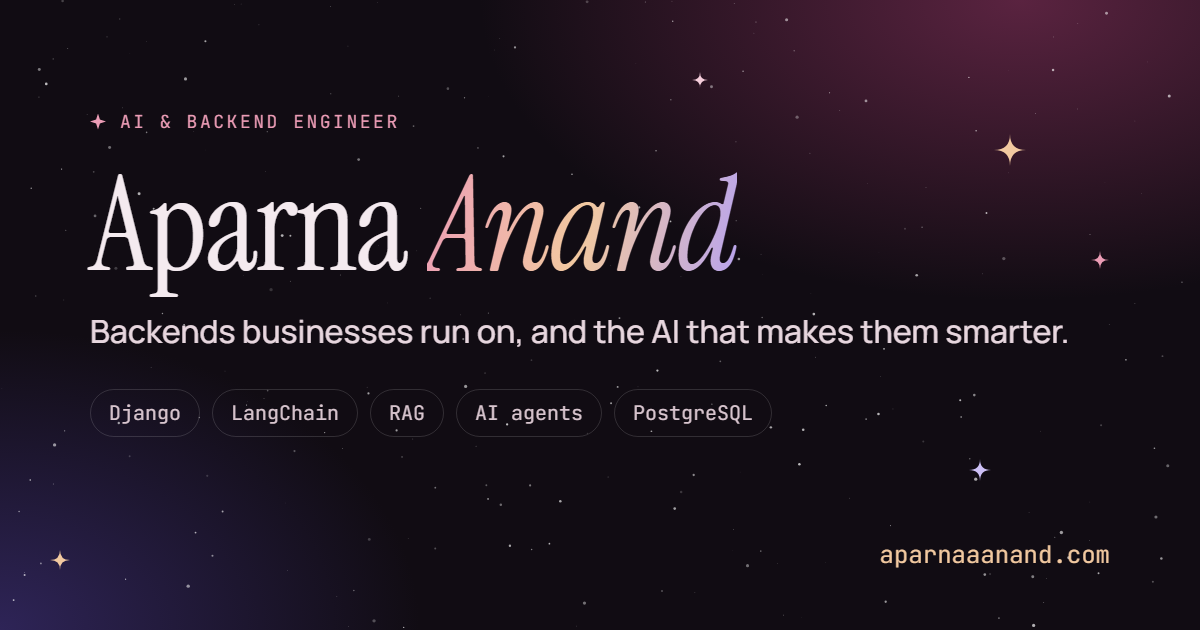 AI & BACKEND ENGINEER
Aparna Anand
Backends businesses run on, and the AI that makes them smarter.
Django LangChain RAG AI agents PostgreSQL
aparnaaanand.com